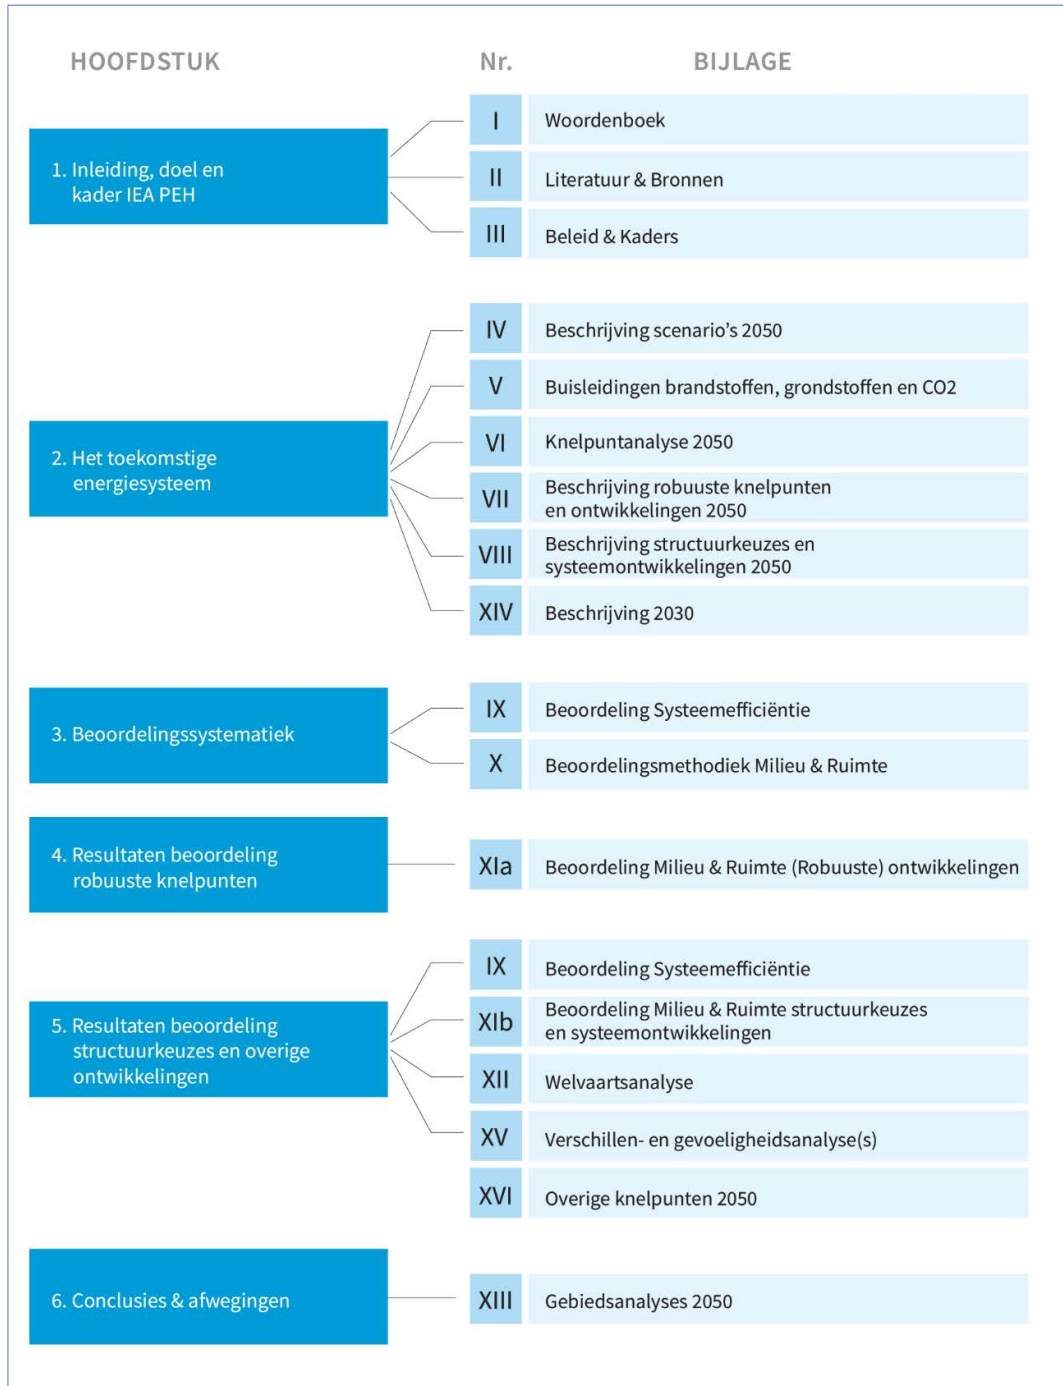 HOOFDSTUK Nr. BIJLAGE
1. Inleiding, doel en
kader IEA PEH
I Woordenboek
II Literatuur & Bronnen
III Beleid & Kaders
2. Het toekomstige
energiesysteem
IV Beschrijving scenario's 2050
V Buisleidingen brandstoffen, grondstoffen en CO2
VI Knelpuntanalyse 2050
VII Beschrijving robuuste knelpunten
en ontwikkelingen 2050
VIII Beschrijving structuurkeuzes en
systeemontwikkelingen 2050
XIV Beschrijving 2030
3. Beoordelingssystematiek
IX Beoordeling Systeemefficiëntie
X Beoordelingsmethodiek Milieu & Ruimte
4. Resultaten beoordeling
robuuste knelpunten
XIa Beoordeling Milieu & Ruimte (Robuuste) ontwikkelingen
5. Resultaten beoordeling
structuurkeuzes en overige
ontwikkelingen
IX Beoordeling Systeemefficiëntie
XIb Beoordeling Milieu & Ruimte structuurkeuzes
en systeemontwikkelingen
XII Welvaartsanalyse
XV Verschillen- en gevoeligheidsanalyse(s)
XVI Overige knelpunten 2050
6. Conclusies & afwegingen
XIII Gebiedsanalyses 2050